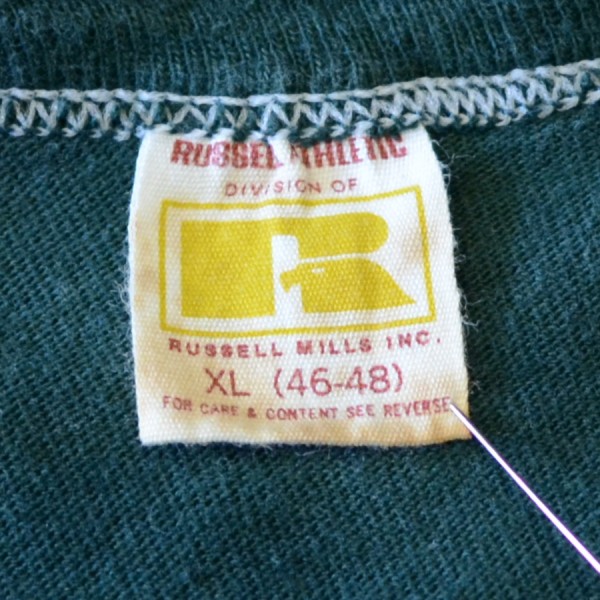 RUSSELL ATHLETIC
DIVISION OF
R
RUSSELL MILLS INC.
XL (46-48)
FOR CARE & CONTENT SEE REVERSE